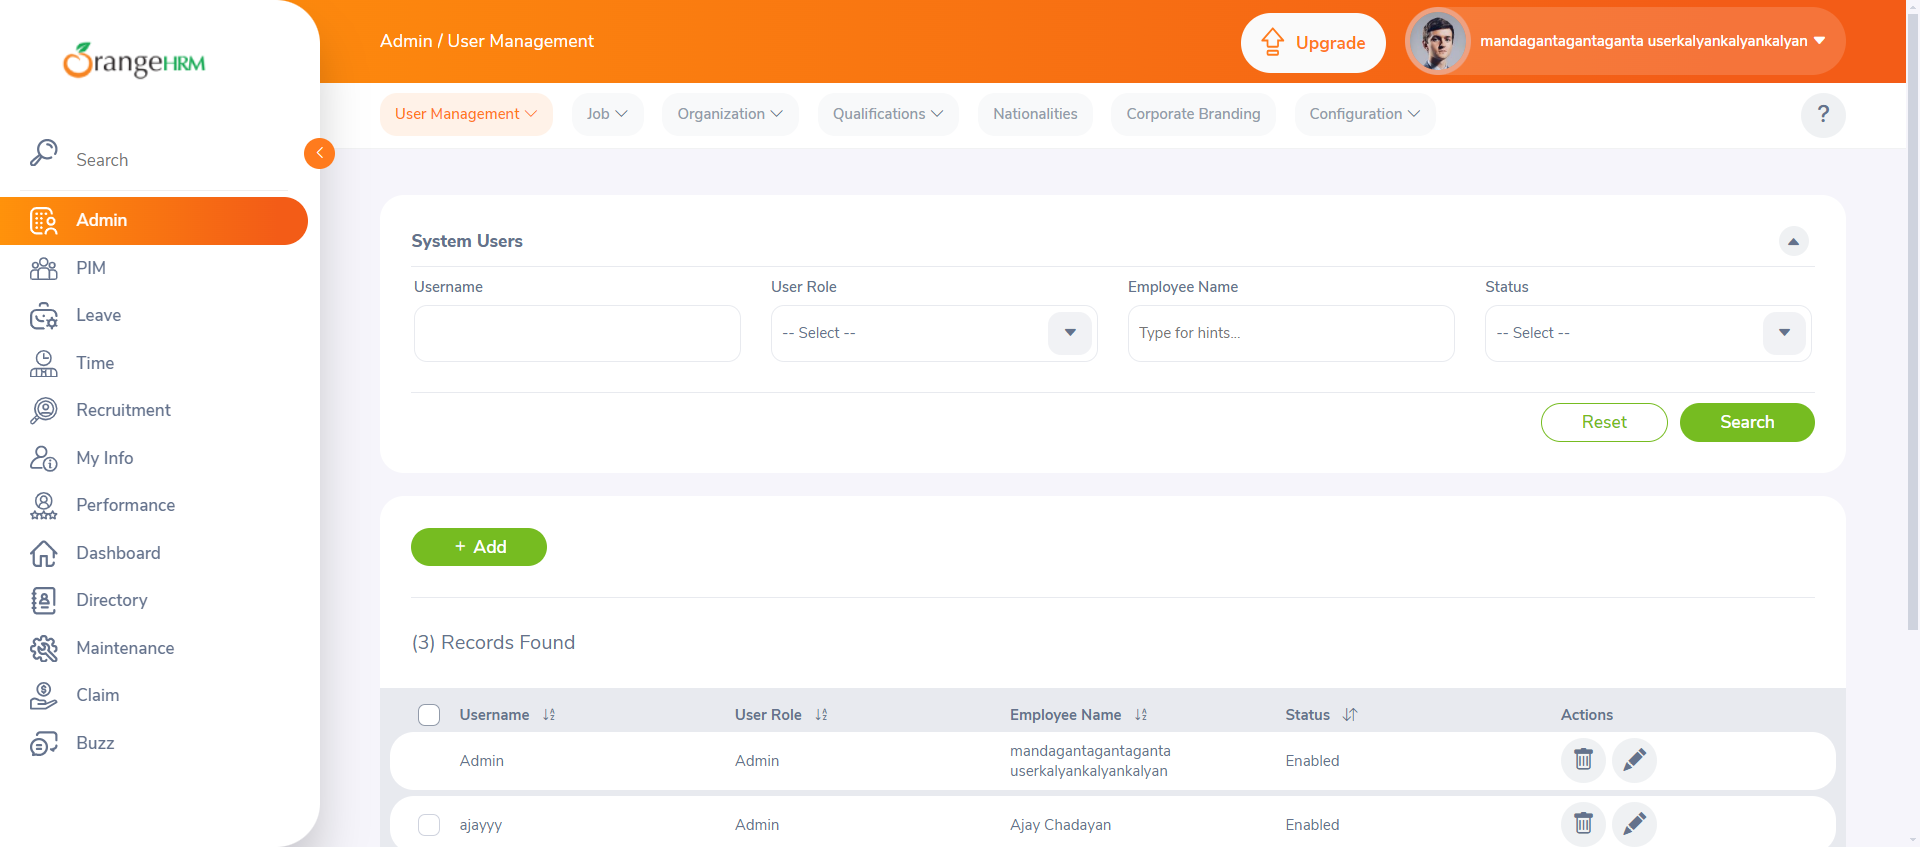 OrangeHRM
Admin / User Management
Upgrade
mandagantagantaganta userkalyankalyankalyan
User Management
Job
Organization
Qualifications
Nationalities
Corporate Branding
Configuration
?
Search
Admin
PIM
Leave
Time
Recruitment
My Info
Performance
Dashboard
Directory
Maintenance
Claim
Buzz
System Users
Username
User Role
Employee Name
Status
-- Select --
Type for hints...
-- Select --
Reset
Search
+ Add
(3) Records Found
Username
User Role
Employee Name
Status
Actions
Admin
Admin
mandagantagantaganta
userkalyankalyankalyan
Enabled
ajayyy
Admin
Ajay Chadayan
Enabled